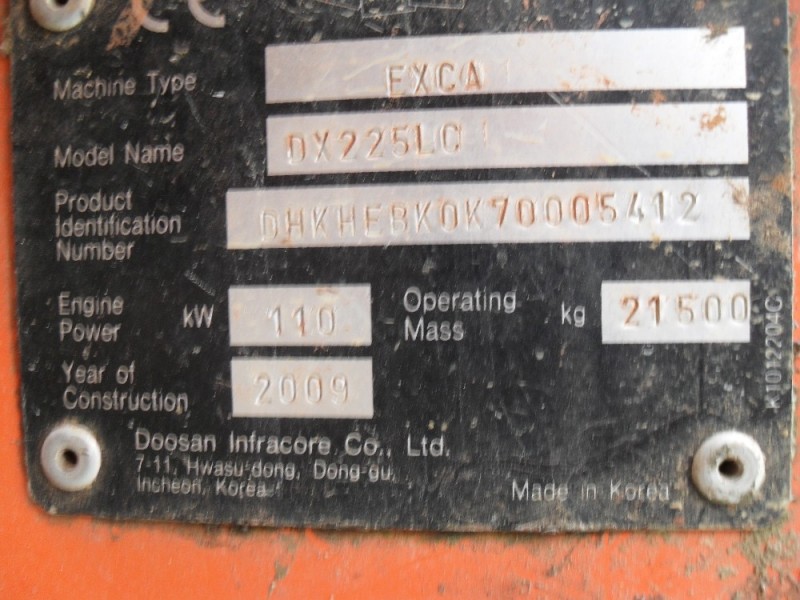 CE
Machine Type EXCA
Model Name DX225LC
Product
Identification
Number DHKHEBK0K70005412
Engine
Power kW 110 Operating
Mass kg 21500
Year of
Construction 2009
Doosan Infracore Co., Ltd.
7-11, Hwasu-dong, Dong-gu,
Incheon, Korea
Made in Korea
K1012204C